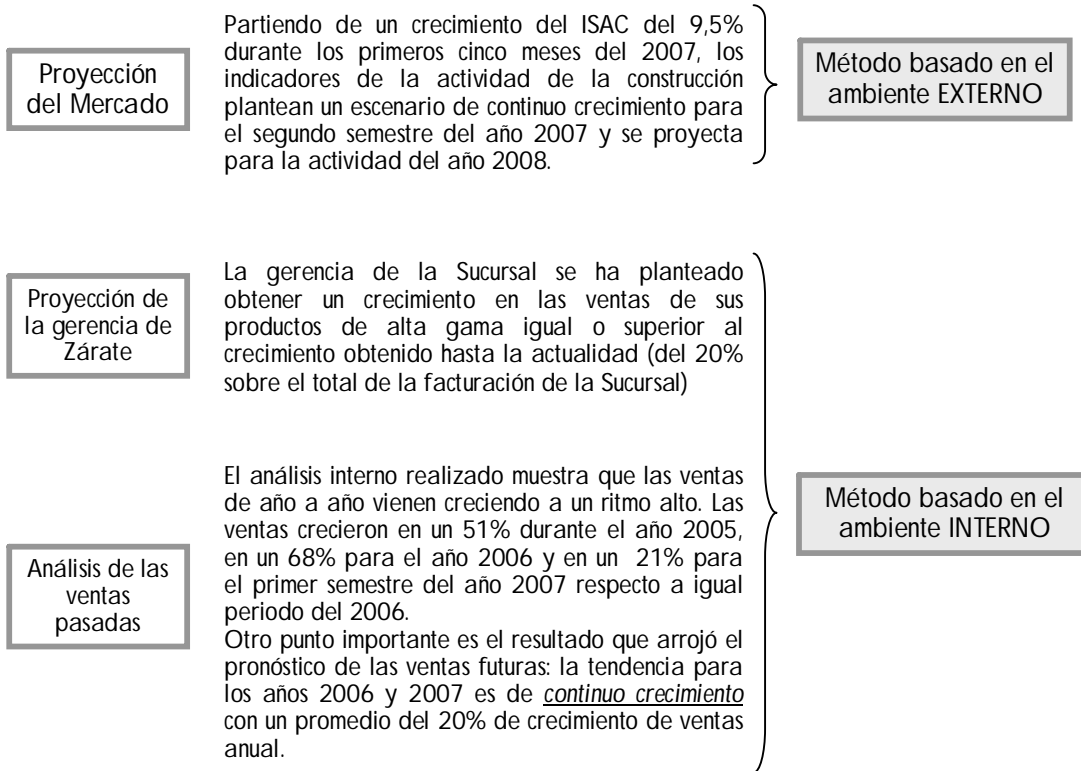 Proyección
del Mercado
Partiendo de un crecimiento del ISAC del 9,5%
durante los primeros cinco meses del 2007, los
indicadores de la actividad de la construcción
plantean un escenario de continuo crecimiento para
el segundo semestre del año 2007 y se proyecta
para la actividad del año 2008.
Método basado en el
ambiente EXTERNO
Proyección de
la gerencia de
Zárate
La gerencia de la Sucursal se ha planteado
obtener un crecimiento en las ventas de sus
productos de alta gama igual o superior al
crecimiento obtenido hasta la actualidad (del 20%
sobre el total de la facturación de la Sucursal)
Análisis de las
ventas
pasadas
El análisis interno realizado muestra que las ventas
de año a año vienen creciendo a un ritmo alto. Las
ventas crecieron en un 51% durante el año 2005,
en un 68% para el año 2006 y en un 21% para
el primer semestre del año 2007 respecto a igual
periodo del 2006.
Otro punto importante es el resultado que arrojó el
pronóstico de las ventas futuras: la tendencia para
los años 2006 y 2007 es de continuo crecimiento
con un promedio del 20% de crecimiento de ventas
anual.
Método basado en el
ambiente INTERNO